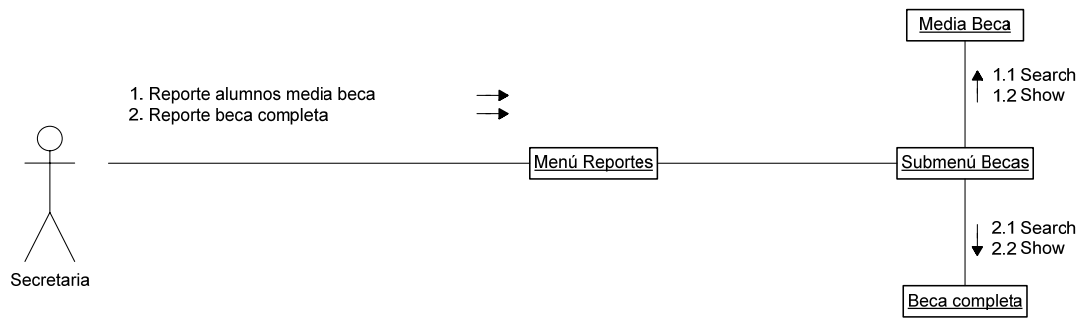 Media Beca
1.1 Search
1.2 Show
1. Reporte alumnos media beca
2. Reporte beca completa
Menú Reportes
Submenú Becas
2.1 Search
2.2 Show
Secretaria
Beca completa